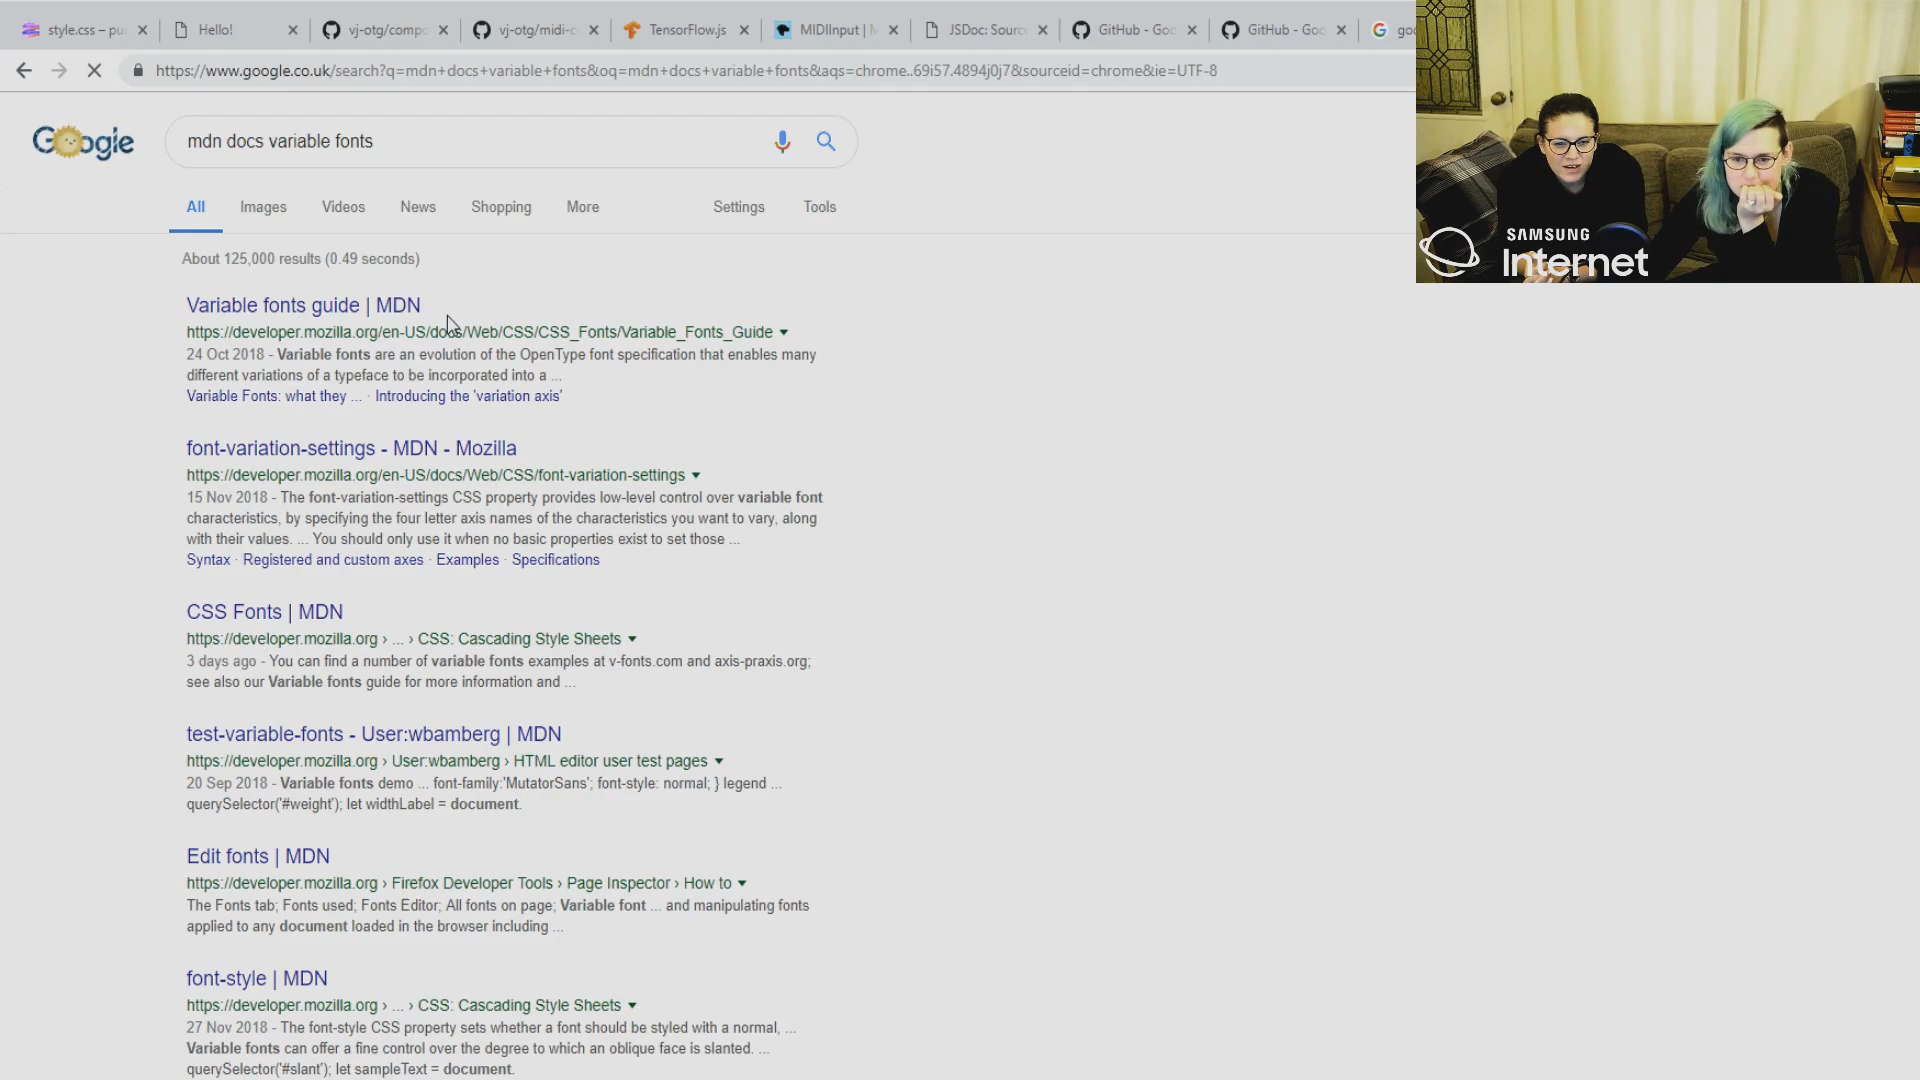 style.css – pu
Hello!
vj-otg/compo
vj-otg/midi-c
TensorFlow.js
MIDIInput | M
JSDoc: Source
GitHub - Goo
GitHub - Goo
goo
https://www.google.co.uk/search?q=mdn+docs+variable+fonts&oq=mdn+docs+variable+fonts&aqs=chrome..69i57.4894j0j7&sourceid=chrome&ie=UTF-8
Google
mdn docs variable fonts
All Images Videos News Shopping More Settings Tools
About 125,000 results (0.49 seconds)
Variable fonts guide | MDN
https://developer.mozilla.org/en-US/docs/Web/CSS/CSS_Fonts/Variable_Fonts_Guide
24 Oct 2018 - Variable fonts are an evolution of the OpenType font specification that enables many
different variations of a typeface to be incorporated into a ...
Variable Fonts: what they ... · Introducing the 'variation axis'
font-variation-settings - MDN - Mozilla
https://developer.mozilla.org/en-US/docs/Web/CSS/font-variation-settings
15 Nov 2018 - The font-variation-settings CSS property provides low-level control over variable font
characteristics, by specifying the four letter axis names of the characteristics you want to vary, along
with their values. ... You should only use it when no basic properties exist to set those ...
Syntax · Registered and custom axes · Examples · Specifications
CSS Fonts | MDN
https://developer.mozilla.org › ... › CSS: Cascading Style Sheets
3 days ago - You can find a number of variable fonts examples at v-fonts.com and axis-praxis.org;
see also our Variable fonts guide for more information and ...
test-variable-fonts - User:wbamberg | MDN
https://developer.mozilla.org › User:wbamberg › HTML editor user test pages
20 Sep 2018 - Variable fonts demo ... font-family:'MutatorSans'; font-style: normal; } legend ...
querySelector('#weight'); let widthLabel = document.
Edit fonts | MDN
https://developer.mozilla.org › Firefox Developer Tools › Page Inspector › How to
The Fonts tab; Fonts used; Fonts Editor; All fonts on page; Variable font ... and manipulating fonts
applied to any document loaded in the browser including ...
font-style | MDN
https://developer.mozilla.org › ... › CSS: Cascading Style Sheets
27 Nov 2018 - The font-style CSS property sets whether a font should be styled with a normal, ...
Variable fonts can offer a fine control over the degree to which an oblique face is slanted. ...
querySelector('#slant'); let sampleText = document.
SAMSUNG
Internet